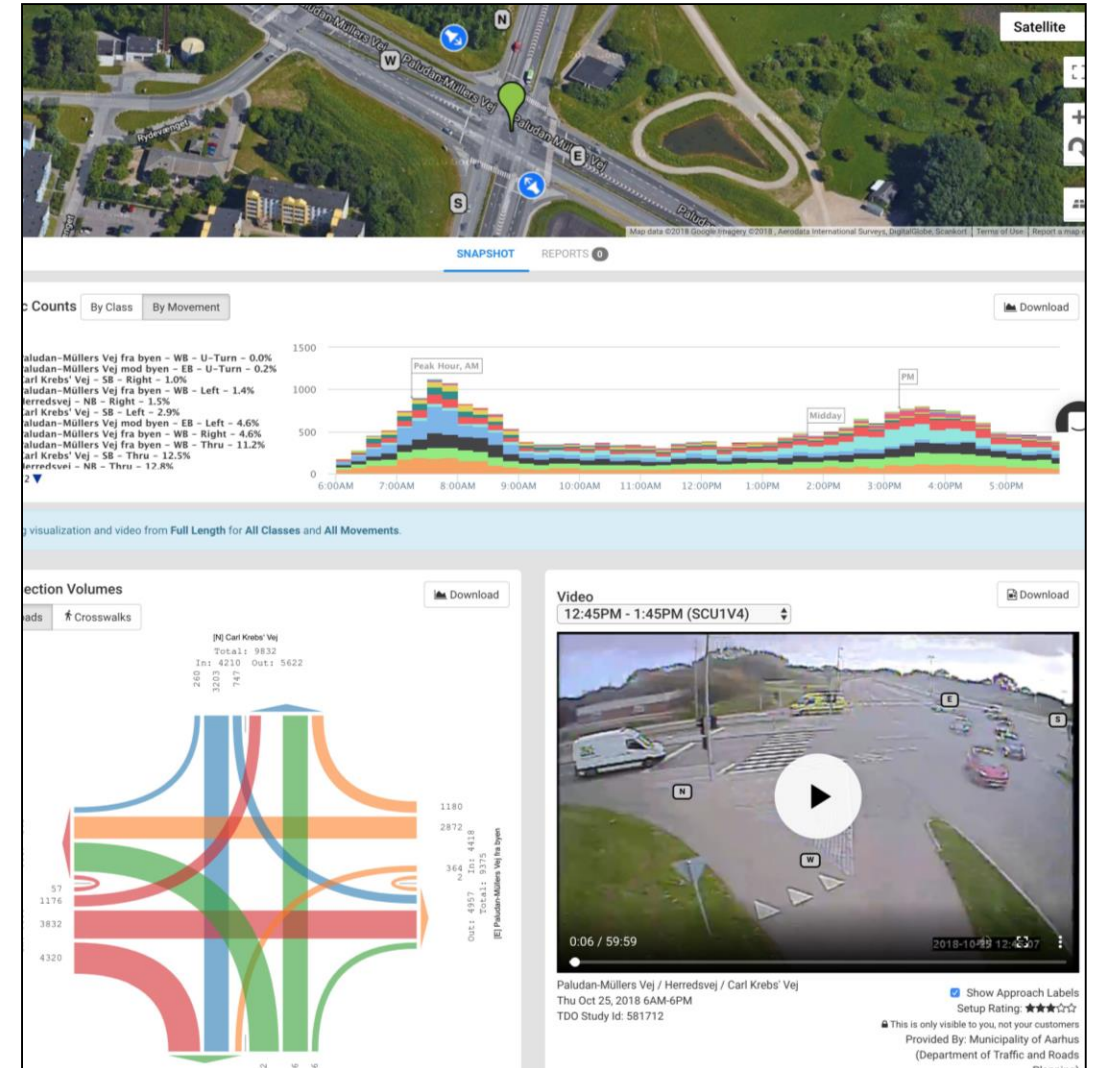 Satellite
N
W
E
S
Paludan-Müllers Vej
Paludan-Müllers Vej
Paludan-Müllers Vej
Rydevænget
Map data ©2018 Google Imagery ©2018 , Aerodata International Surveys, DigitalGlobe, Scankort
Terms of Use
Report a map e
SNAPSHOT REPORTS 0
c Counts By Class By Movement Download
aludan-Müllers Vej fra byen - WB - U-Turn - 0.0%
aludan-Müllers Vej mod byen - EB - U-Turn - 0.2%
arl Krebs' Vej - SB - Right - 1.0%
aludan-Müllers Vej fra byen - WB - Left - 1.4%
erredsvej - NB - Right - 1.5%
arl Krebs' Vej - SB - Left - 2.9%
aludan-Müllers Vej mod byen - EB - Left - 4.6%
aludan-Müllers Vej fra byen - WB - Right - 4.6%
aludan-Müllers Vej fra byen - WB - Thru - 11.2%
arl Krebs' Vej - SB - Thru - 12.5%
erredsvej - NB - Thru - 12.8%
2
1500
1000
500
0
Peak Hour, AM
Midday
PM
6:00AM 7:00AM 8:00AM 9:00AM 10:00AM 11:00AM 12:00PM 1:00PM 2:00PM 3:00PM 4:00PM 5:00PM
g visualization and video from Full Length for All Classes and All Movements.
ection Volumes Download
ads Crosswalks
[N] Carl Krebs' Vej
Total: 9832
In: 4210 Out: 5622
260
3203
747
1180
2872
364
2
Out: 4957 In: 4418
Total: 9375
[E] Paludan-Müllers Vej fra byen
57
1176
3832
4320
Video Download
12:45PM - 1:45PM (SCU1V4)
E
S
N
W
0:06 / 59:59
Paludan-Müllers Vej / Herredsvej / Carl Krebs' Vej
Thu Oct 25, 2018 6AM-6PM
TDO Study Id: 581712
Show Approach Labels
Setup Rating: ★★★☆☆
This is only visible to you, not your customers
Provided By: Municipality of Aarhus
(Department of Traffic and Roads